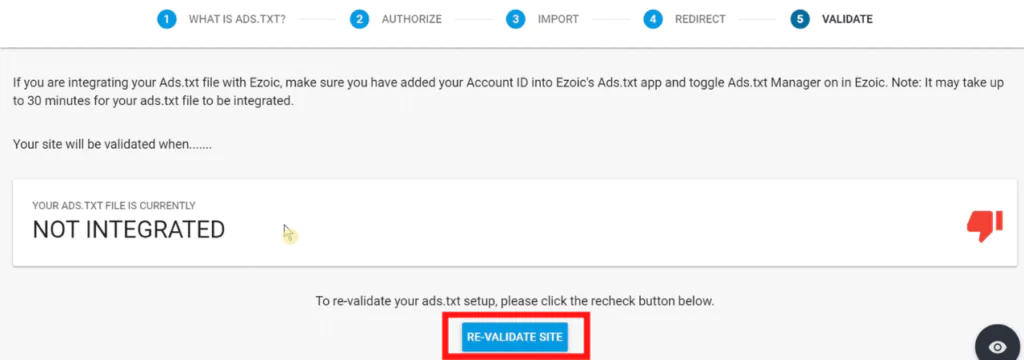 1 WHAT IS ADS.TXT? 2 AUTHORIZE 3 IMPORT 4 REDIRECT 5 VALIDATE
If you are integrating your Ads.txt file with Ezoic, make sure you have added your Account ID into Ezoic's Ads.txt app and toggle Ads.txt Manager on in Ezoic. Note: It may take up
to 30 minutes for your ads.txt file to be integrated.
Your site will be validated when.......
YOUR ADS.TXT FILE IS CURRENTLY
NOT INTEGRATED
To re-validate your ads.txt setup, please click the recheck button below.
RE-VALIDATE SITE